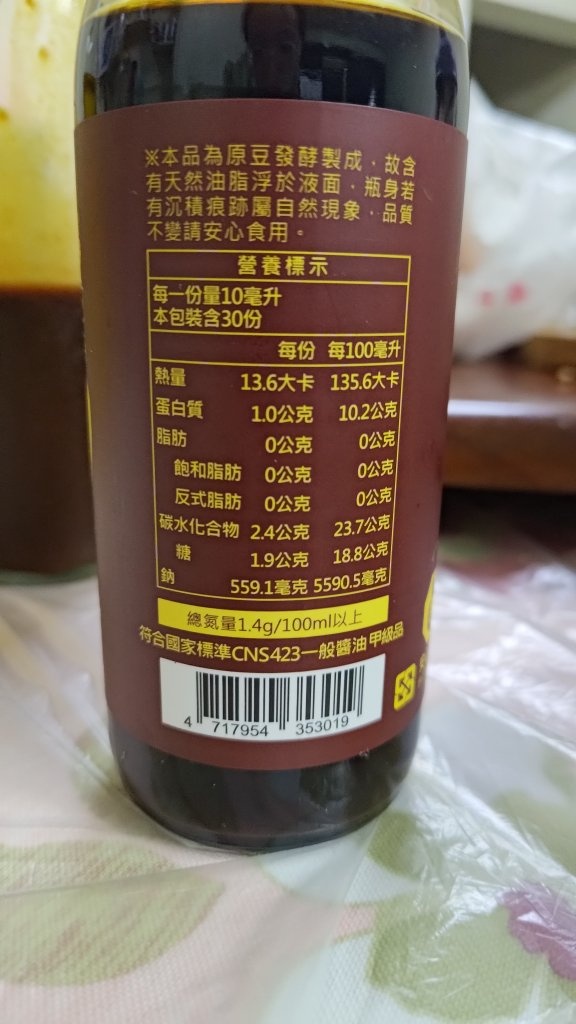 ※本品為原豆發酵製成，故含
有天然油脂浮於液面，瓶身若
有沉積痕跡屬自然現象，品質
不變請安心食用。
營養標示
每一份量10毫升
本包裝含30份
每份 每100毫升
熱量 13.6大卡 135.6大卡
蛋白質 1.0公克 10.2公克
脂肪 0公克 0公克
飽和脂肪 0公克 0公克
反式脂肪 0公克 0公克
碳水化合物 2.4公克 23.7公克
糖 1.9公克 18.8公克
鈉 559.1毫克 5590.5毫克
總氮量1.4g/100ml以上
符合國家標準CNS423一般醬油 甲級品
4 717954 353019